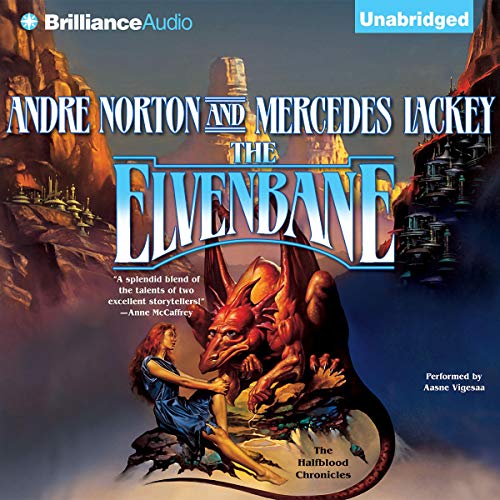 BrillianceAudio
Unabridged
ANDRE NORTON AND MERCEDES LACKEY
THE
ELVENBANE
"A splendid blend of
the talents of two
excellent storytellers!"
—Anne McCaffrey
Performed by
Aasne Vigesaa
The
Halfblood
Chronicles